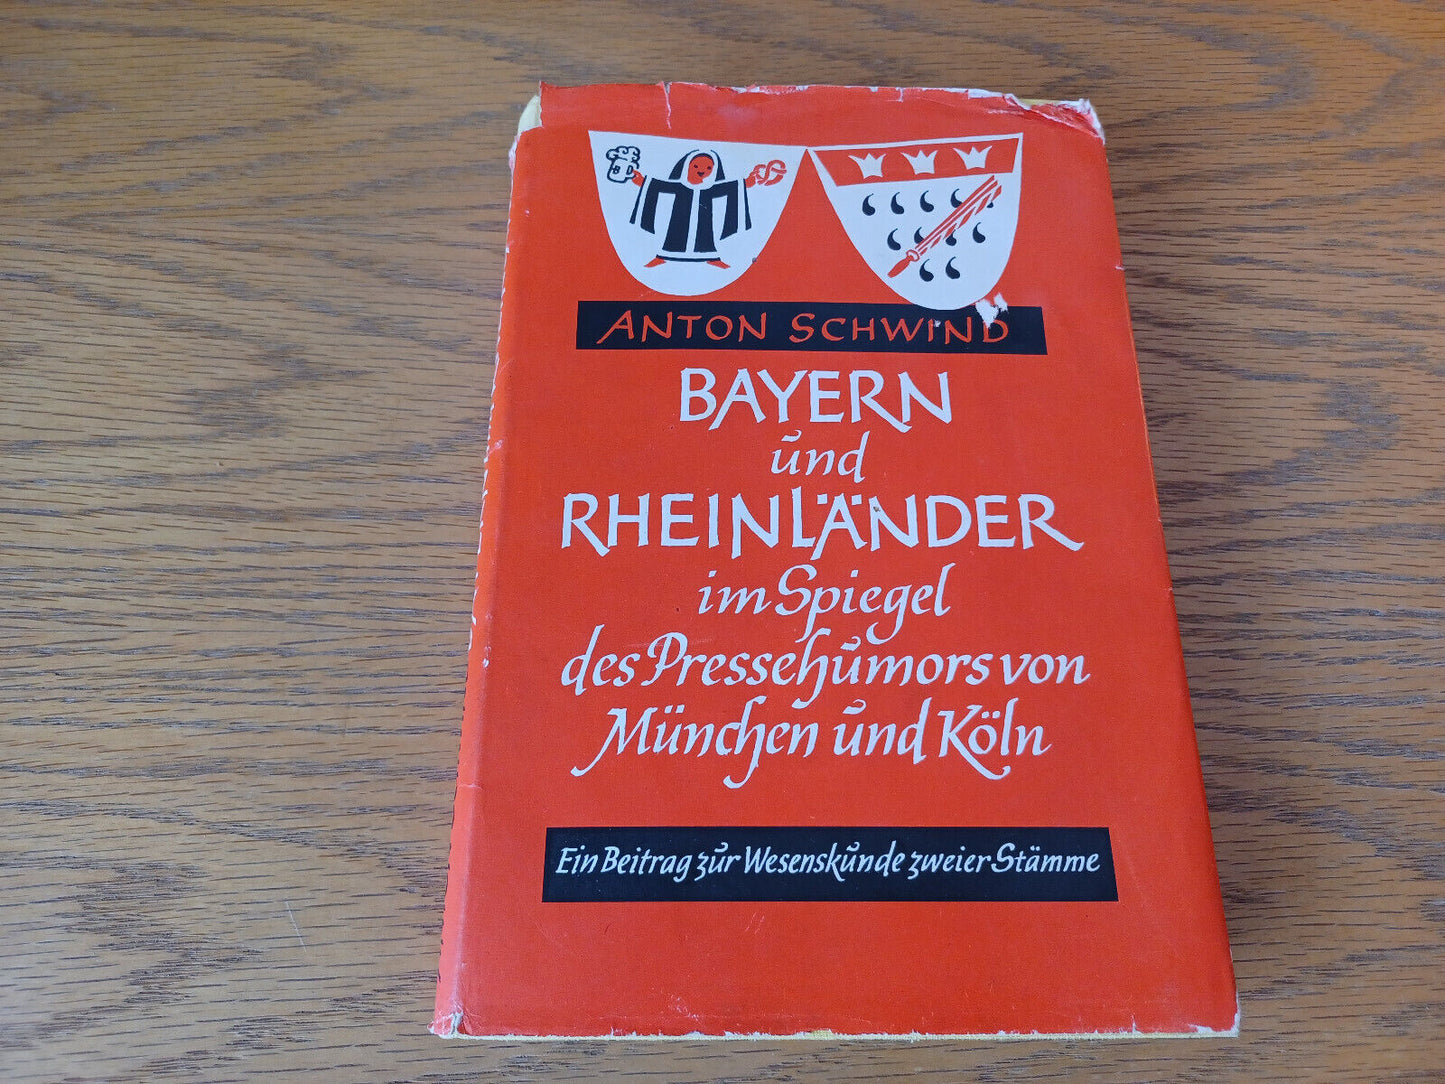 ANTON SCHWIND
BAYERN
und
RHEINLÄNDER
im Spiegel
des Pressehumors von
München und Köln
Ein Beitrag zur Wesenskunde zweier Stämme